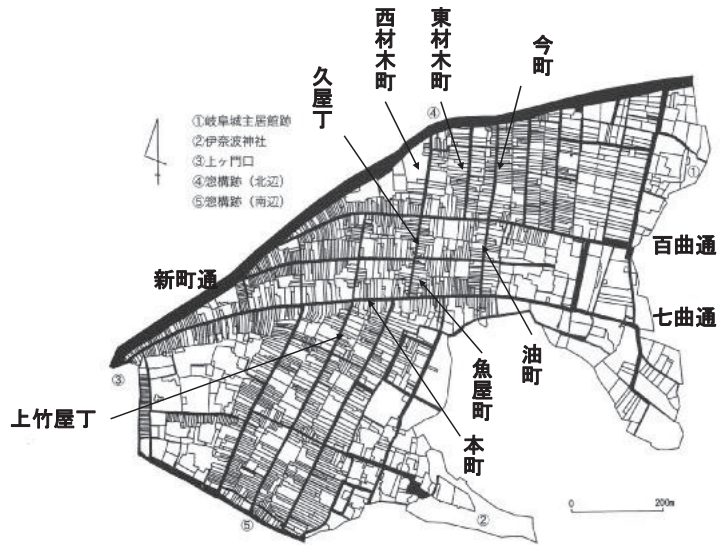 西材木町
東材木町
今町
久屋丁
④
①岐阜城主居館跡
②伊奈波神社
③上ヶ門口
④惣構跡（北辺）
⑤惣構跡（南辺）
①
百曲通
新町通
七曲通
③
油町
魚屋町
上竹屋丁
本町
⑤
②
0 200m